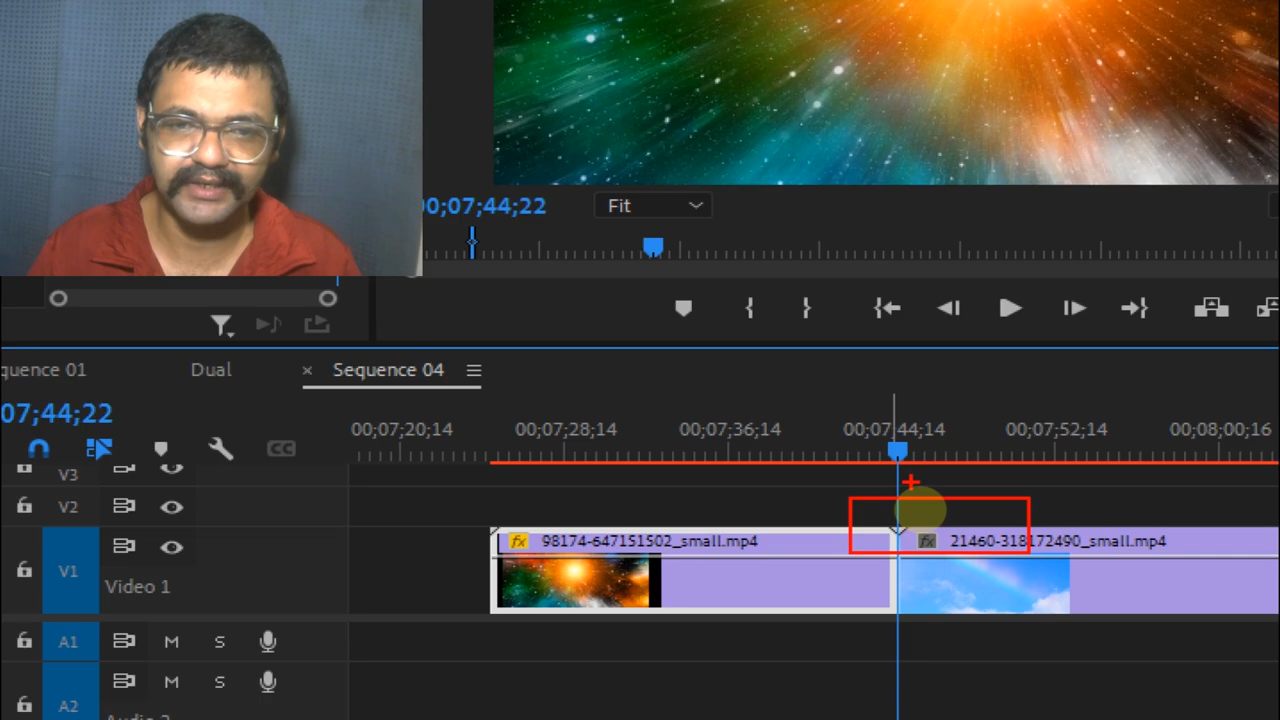 00;07;44;22
Fit
quence 01
Dual
× Sequence 04
07;44;22
CC
00;07;20;14 00;07;28;14 00;07;36;14 00;07;44;14 00;07;52;14 00;08;00;16
V3
V2
fx 98174-647151502_small.mp4 fx 21460-318172490_small.mp4
V1
Video 1
A1 M S
A2 M S